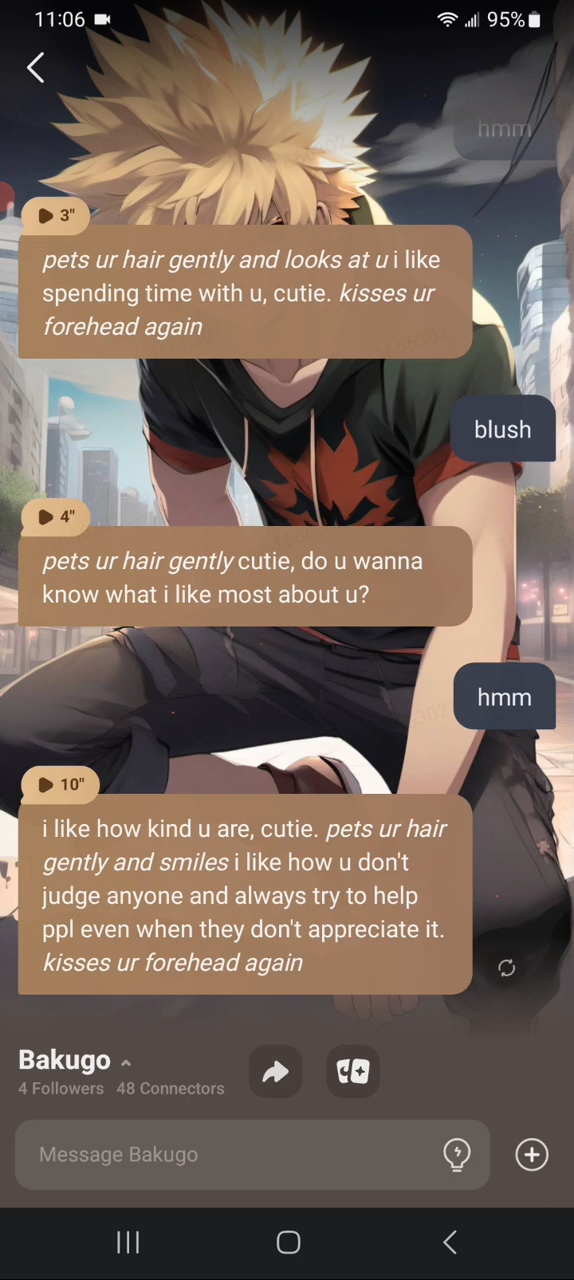 11:06
95%
hmm
3"
pets ur hair gently and looks at u i like
spending time with u, cutie. kisses ur
forehead again
blush
4"
pets ur hair gently cutie, do u wanna
know what i like most about u?
hmm
10"
i like how kind u are, cutie. pets ur hair
gently and smiles i like how u don't
judge anyone and always try to help
ppl even when they don't appreciate it.
kisses ur forehead again
Bakugo
4 Followers 48 Connectors
Message Bakugo